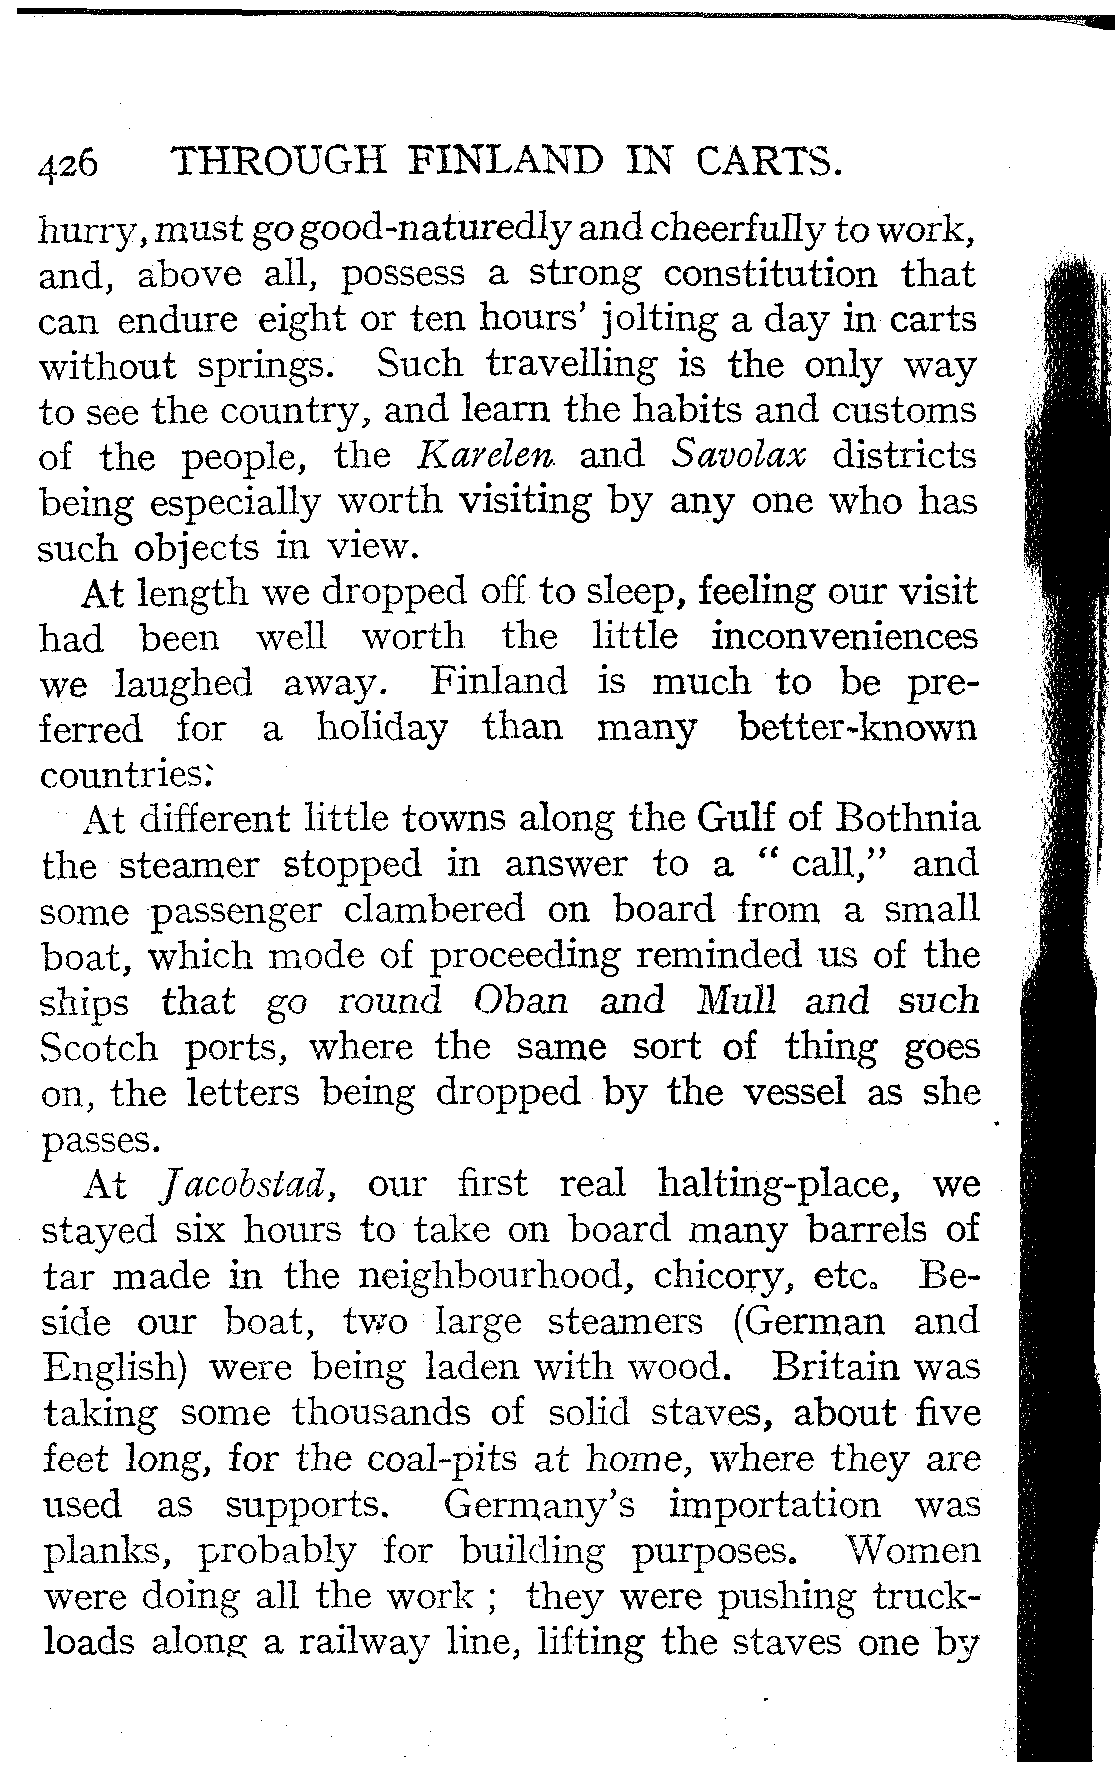 426 THROUGH FINLAND IN CARTS.
hurry, must go good-naturedly and cheerfully to work,
and, above all, possess a strong constitution that
can endure eight or ten hours' jolting a day in carts
without springs. Such travelling is the only way
to see the country, and learn the habits and customs
of the people, the Karelen and Savolax districts
being especially worth visiting by any one who has
such objects in view.
At length we dropped off to sleep, feeling our visit
had been well worth the little inconveniences
we laughed away. Finland is much to be pre-
ferred for a holiday than many better-known
countries:
At different little towns along the Gulf of Bothnia
the steamer stopped in answer to a “ call,” and
some passenger clambered on board from a small
boat, which mode of proceeding reminded us of the
ships that go round Oban and Mull and such
Scotch ports, where the same sort of thing goes
on, the letters being dropped by the vessel as she
passes.
At Jacobstad, our first real halting-place, we
stayed six hours to take on board many barrels of
tar made in the neighbourhood, chicory, etc. Be-
side our boat, two large steamers (German and
English) were being laden with wood. Britain was
taking some thousands of solid staves, about five
feet long, for the coal-pits at home, where they are
used as supports. Germany's importation was
planks, probably for building purposes. Women
were doing all the work ; they were pushing truck-
loads along a railway line, lifting the staves one by